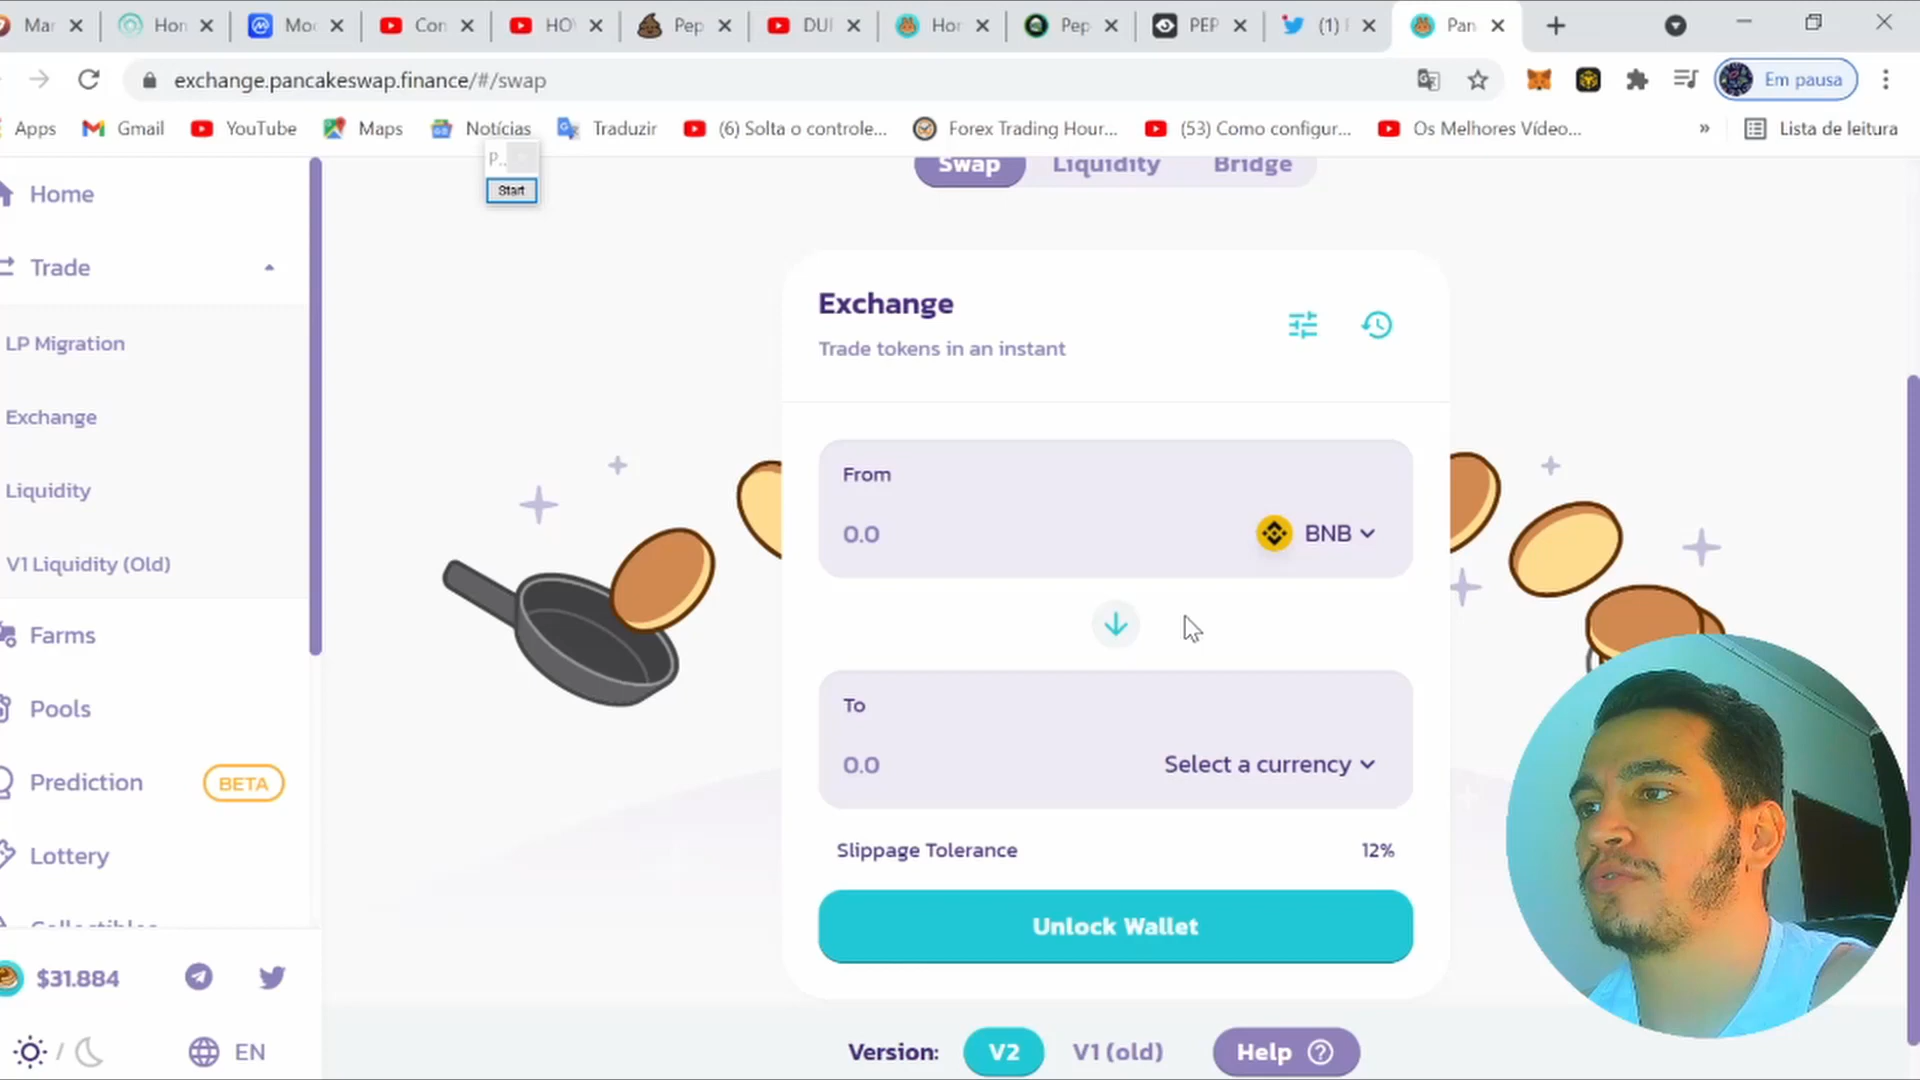 Mar
Hon
Moe
Con
HOW
Pep
DUI
Hor
Pep
PEP
(1) I
Pan
exchange.pancakeswap.finance/#/swap
Em pausa
Apps
Gmail
YouTube
Maps
Notícias
Traduzir
(6) Solta o controle...
Forex Trading Hour...
(53) Como configur...
Os Melhores Vídeo...
»
Lista de leitura
P..
Start
Swap
Liquidity
Bridge
Home
Trade
LP Migration
Exchange
Liquidity
V1 Liquidity (Old)
Farms
Pools
Prediction
BETA
Lottery
Collectibles
$31.884
/
EN
Exchange
Trade tokens in an instant
From
0.0
BNB
To
0.0
Select a currency
Slippage Tolerance
12%
Unlock Wallet
Version:
V2
V1 (old)
Help